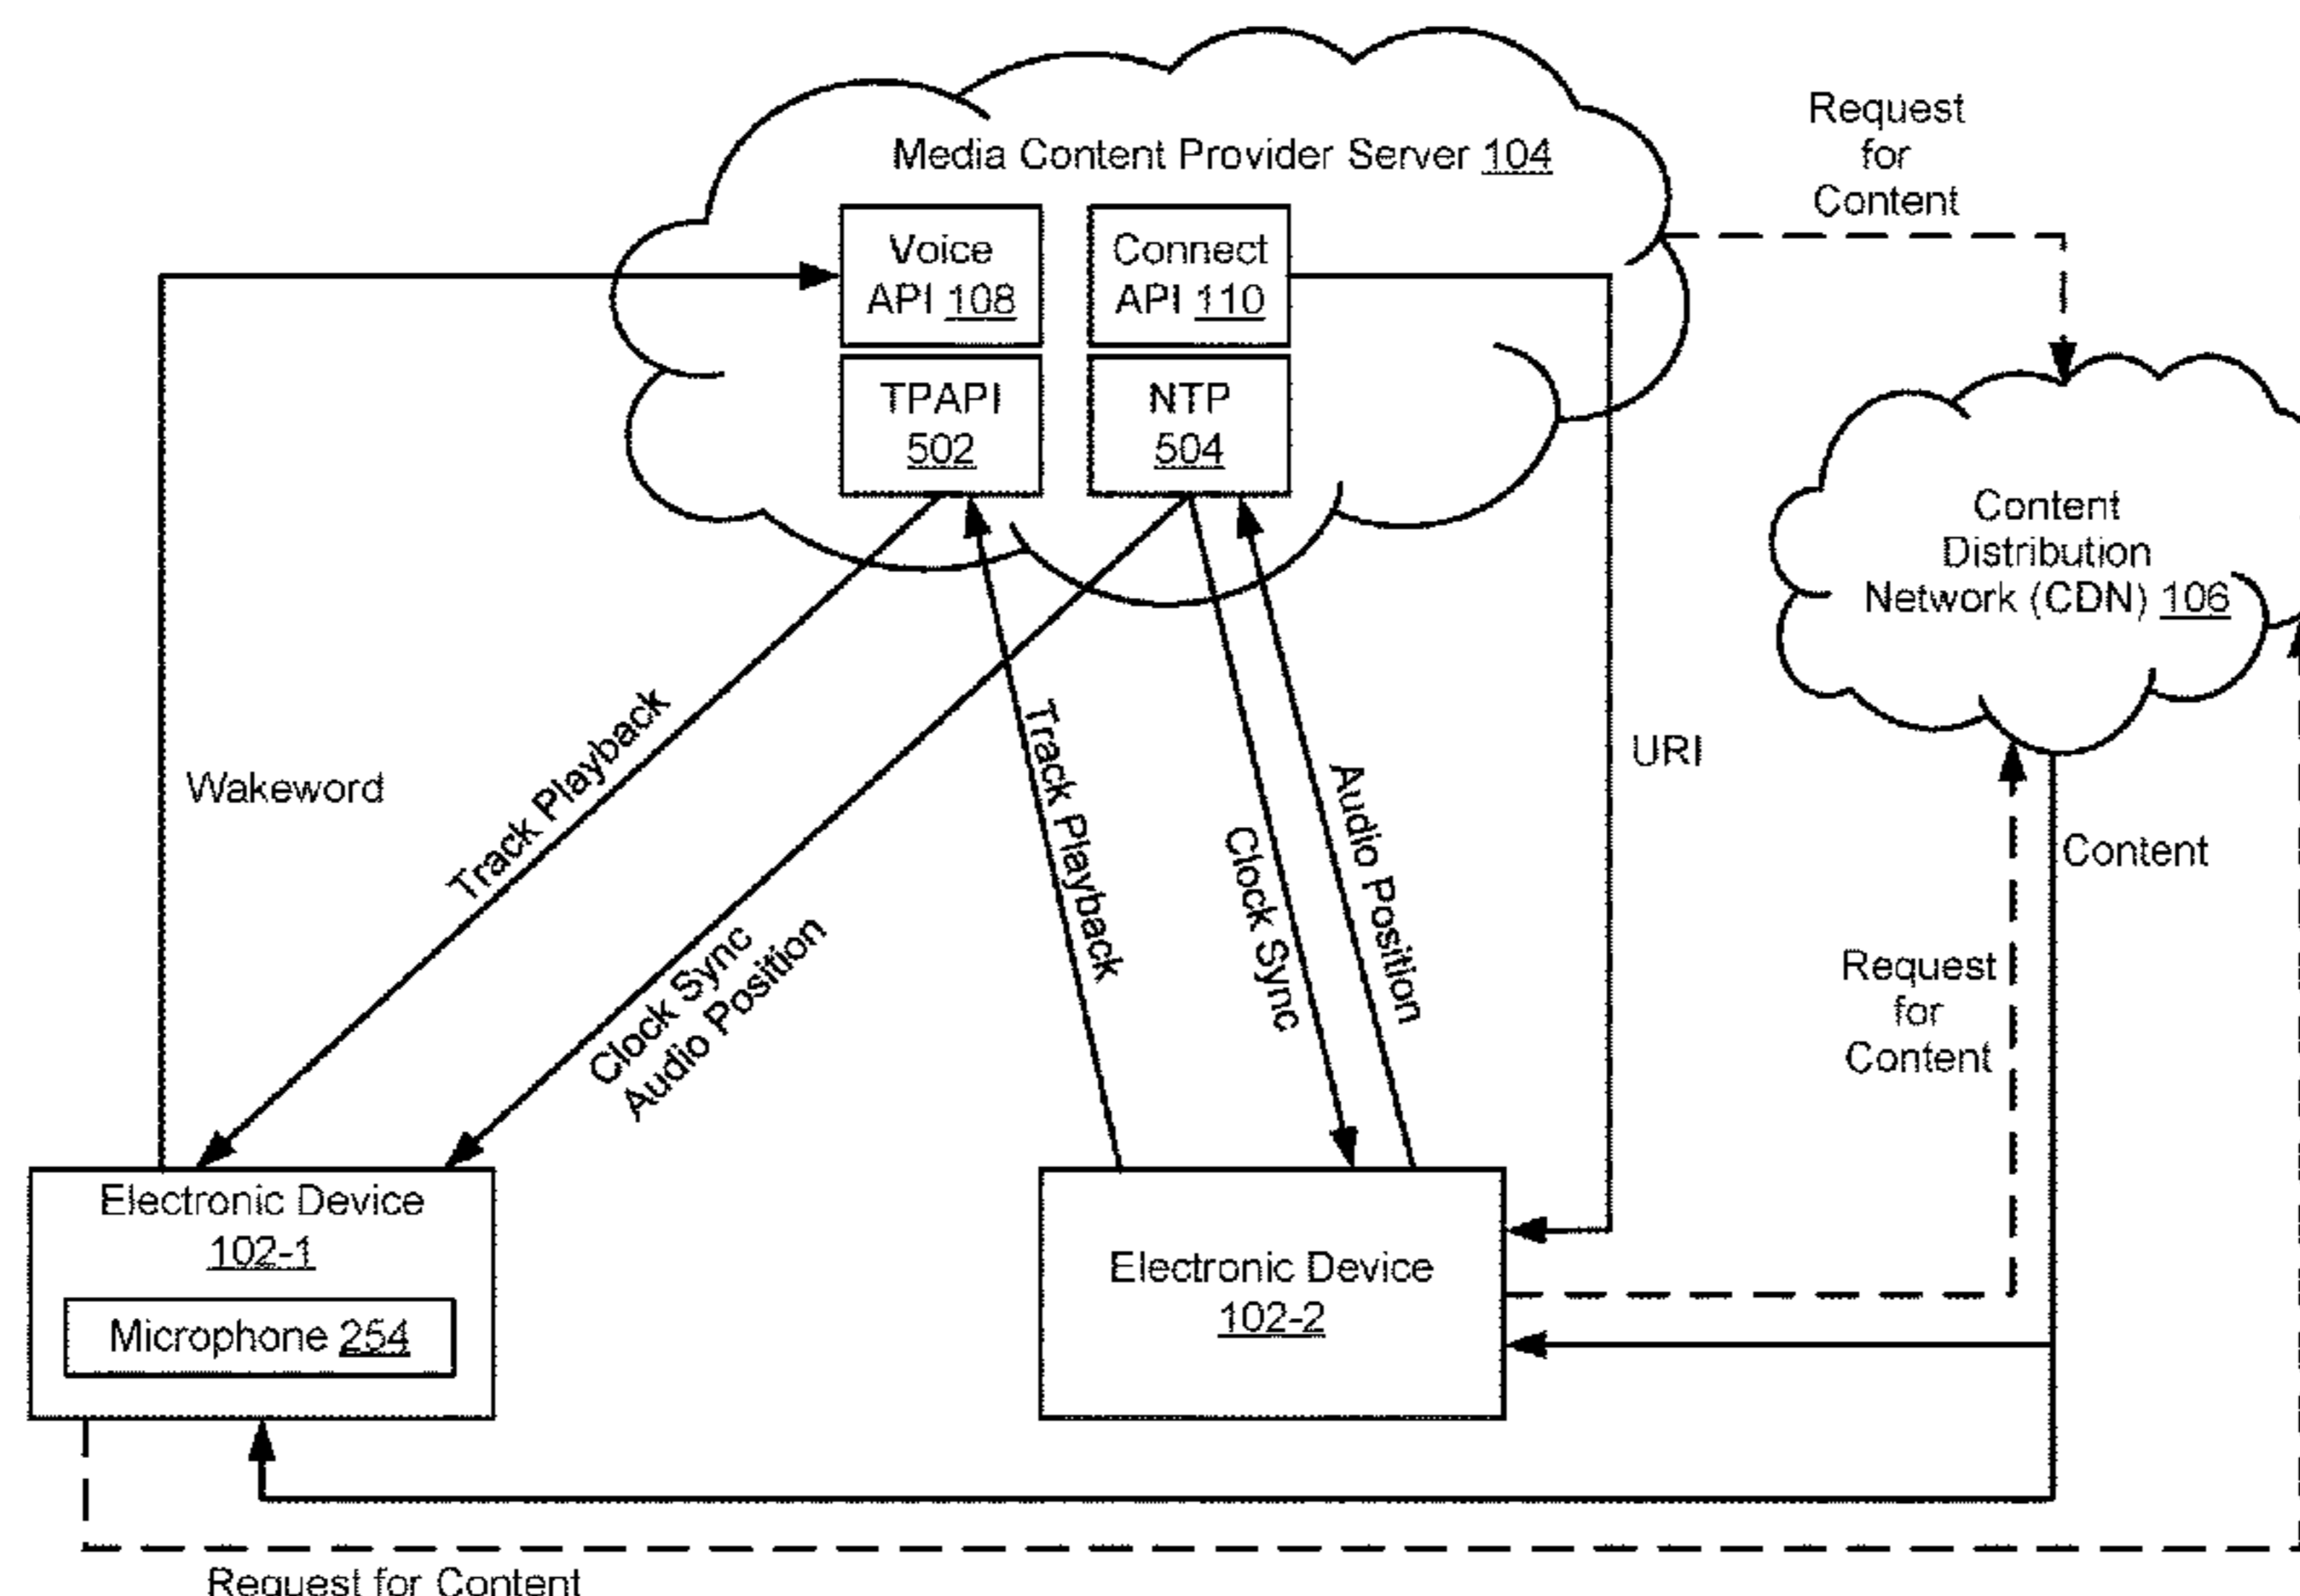 Media Content Provider Server 104
Request
for
Content
Voice
API 108
Connect
API 110
TPAPI
502
NTP
504
Content
Distribution
Network (CDN) 106
Wakeword
Track Playback
Clock Sync
Audio Position
Track Playback
Clock Sync
Audio Position
URI
Content
Request
for
Content
Electronic Device
102-1
Microphone 254
Electronic Device
102-2
Request for Content